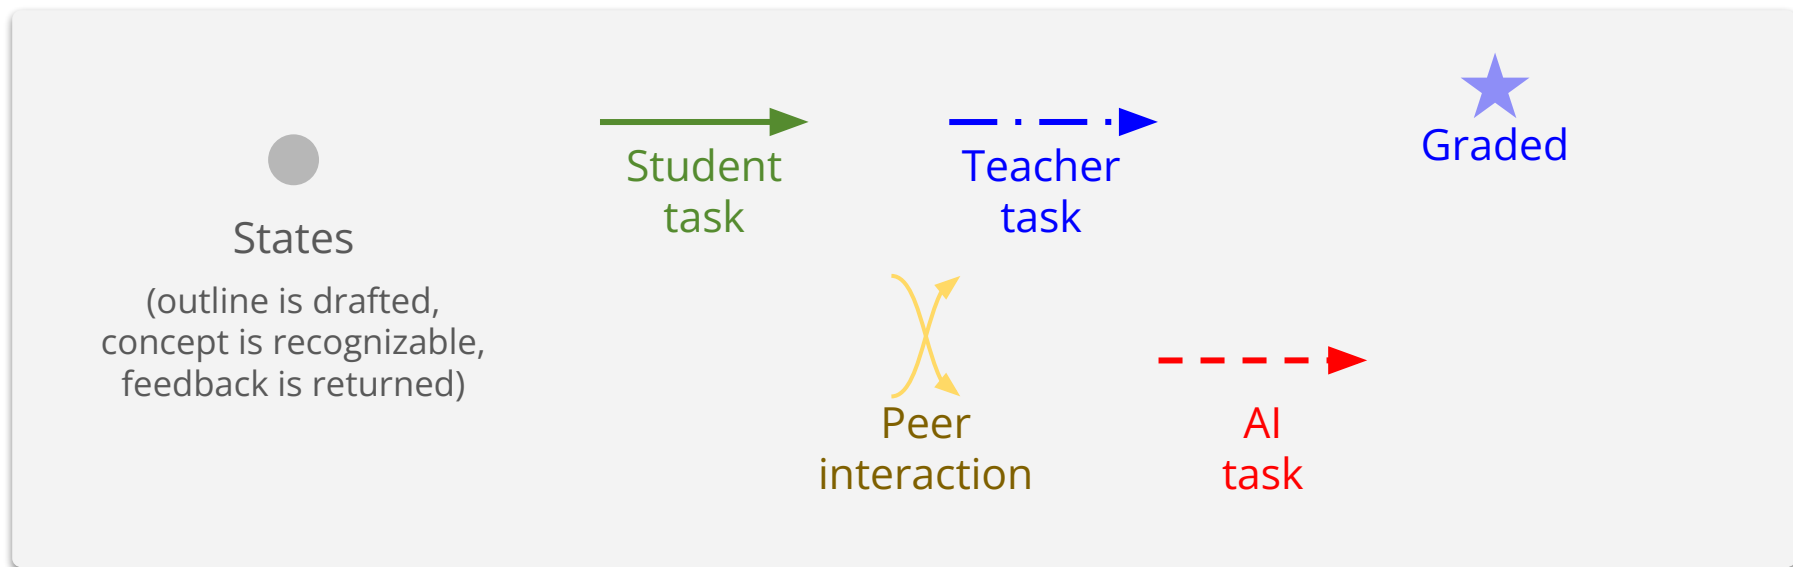 States
(outline is drafted,
concept is recognizable,
feedback is returned)
Student
task
Teacher
task
Graded
Peer
interaction
AI
task